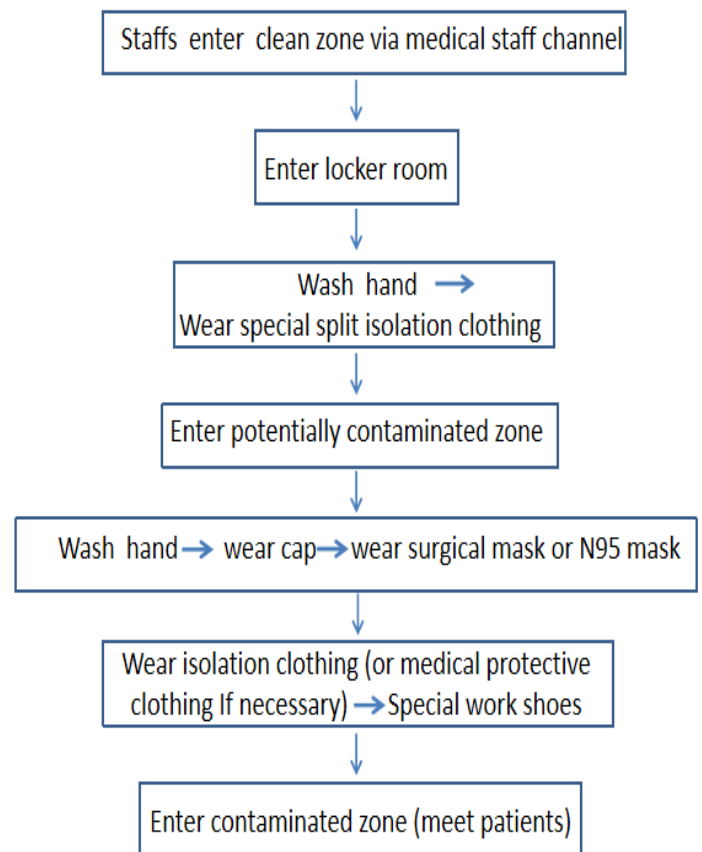 Staffs enter clean zone via medical staff channel
Enter locker room
Wash hand →
Wear special split isolation clothing
Enter potentially contaminated zone
Wash hand → wear cap → wear surgical mask or N95 mask
Wear isolation clothing (or medical protective
clothing If necessary) → Special work shoes
Enter contaminated zone (meet patients)